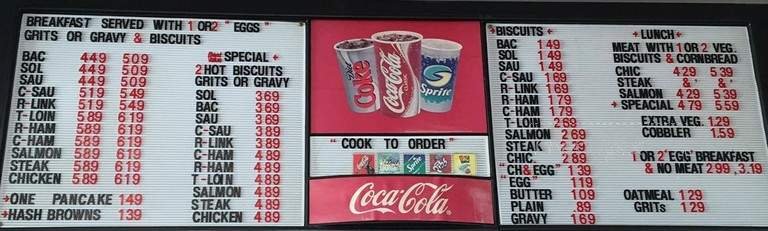 BREAKFAST SERVED WITH 1 OR 2 " EGGS "
GRITS OR GRAVY & BISCUITS
BAC 449 509
SOL 449 509
SAU 449 509
C-SAU 519 549
R-LINK 519 549
T-LOIN 589 619
R-HAM 589 619
C-HAM 589 619
SALMON 589 619
STEAK 589 619
CHICKEN 589 619
ONE PANCAKE 149
HASH BROWNS 139
SPECIAL
2 HOT BISCUITS
GRITS OR GRAVY
SOL 369
BAC 369
SAU 369
C-SAU 389
R-LINK 389
C-HAM 489
R-HAM 489
T-LOIN 489
SALMON 489
STEAK 489
CHICKEN 489
Coke
Coca-Cola
Sprite
"COOK TO ORDER"
Coca-Cola
BISCUITS
BAC 149
SOL 149
SAU 149
C-SAU 169
R-LINK 169
R-HAM 179
C-HAM 179
T-LOIN 269
SALMON 269
STEAK 229
CHIC. 289
"CH&EGG" 139
"EGG" 119
BUTTER 109
PLAIN .89
GRAVY 169
LUNCH
MEAT WITH 1 OR 2 VEG.
BISCUITS & CORNBREAD
CHIC 429 539
STEAK & &
SALMON 429 539
SPEACIAL 479 559
EXTRA VEG. 129
COBBLER 159
1 OR 2 'EGG' BREAKFAST
& NO MEAT 299 , 319
OATMEAL 129
GRITS 129